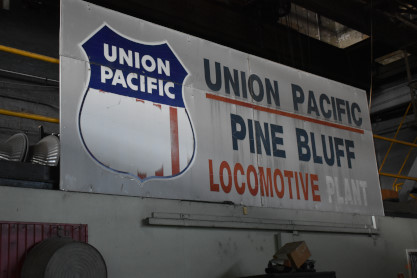 UNION
PACIFIC
UNION PACIFIC
PINE BLUFF
LOCOMOTIVE PLANT